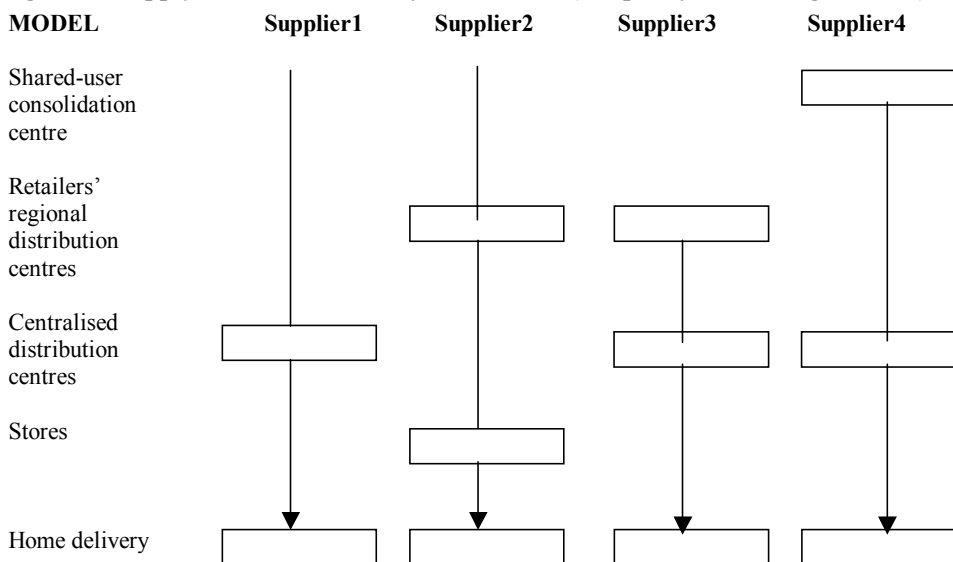 MODEL Supplier1 Supplier2 Supplier3 Supplier4
Shared-user
consolidation
centre
Retailers’
regional
distribution
centres
Centralised
distribution
centres
Stores
Home delivery